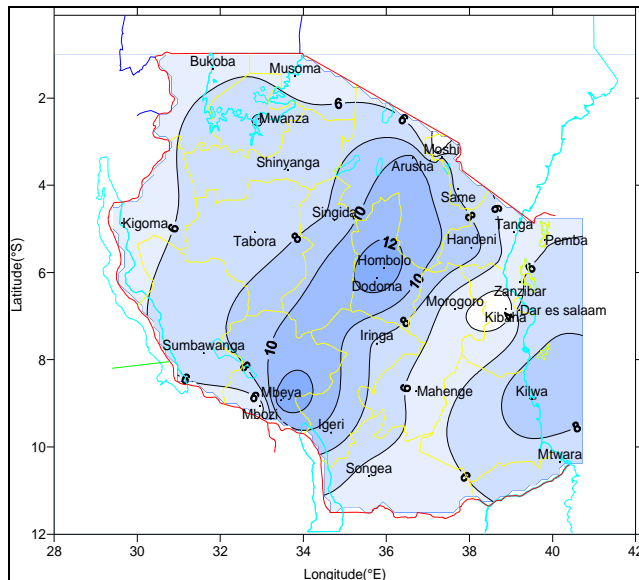 Bukoba
Musoma
2
6
6
Mwanza
Moshi
Shinyanga
Arusha
4
Same
10
Singida
6
8
Kigoma
6
Tanga
8
Tabora
12
Handeni
Pemba
Hombolo
6
Latitude(°S)
6
Dodoma
10
Zanzibar
Morogoro
Kibaha
Dar es salaam
8
Iringa
Sumbawanga
10
8
8
6
6
Mbeya
6
Mahenge
Kilwa
Mbozi
Igeri
8
10
Mtwara
Songea
6
12
28
30
32
34
36
38
40
42
Longitude(°E)